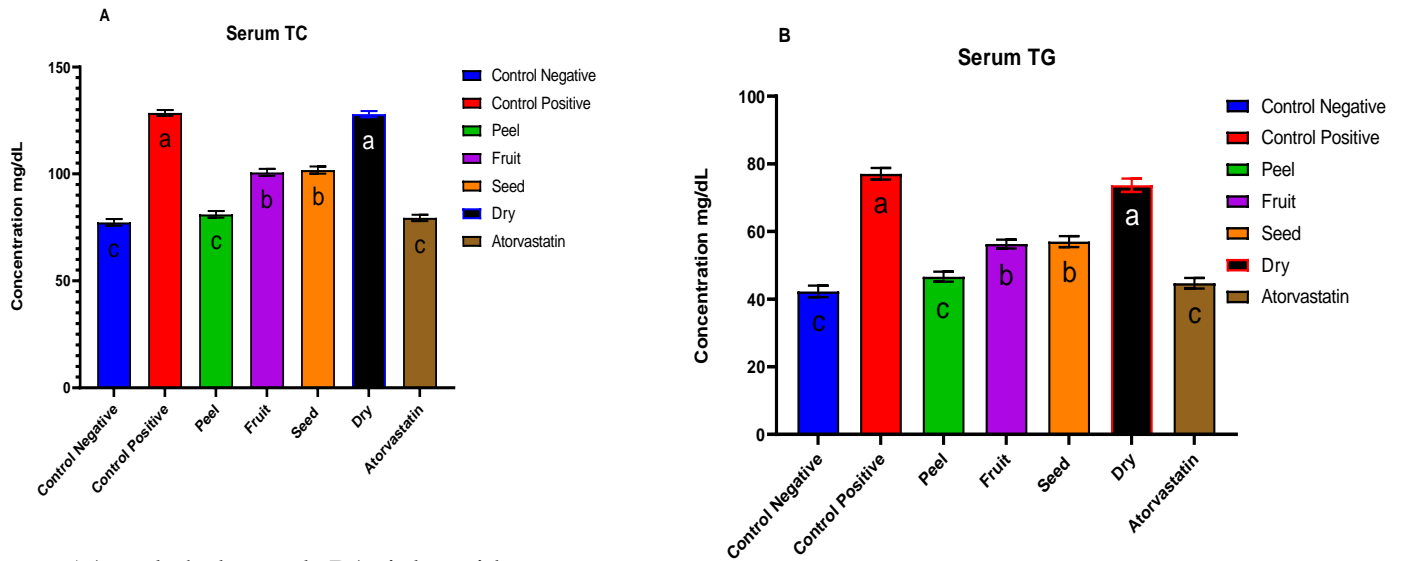 A
Serum TC
Concentration mg/dL
150
100
50
0
a
a
b
b
c
c
c
Control Negative
Control Positive
Peel
Fruit
Seed
Dry
Atorvastatin
Control Negative
Control Positive
Peel
Fruit
Seed
Dry
Atorvastatin
B
Serum TG
Concentration mg/dL
100
80
60
40
20
0
a
a
b
b
c
c
c
Control Negative
Control Positive
Peel
Fruit
Seed
Dry
Atorvastatin
Control Negative
Control Positive
Peel
Fruit
Seed
Dry
Atorvastatin